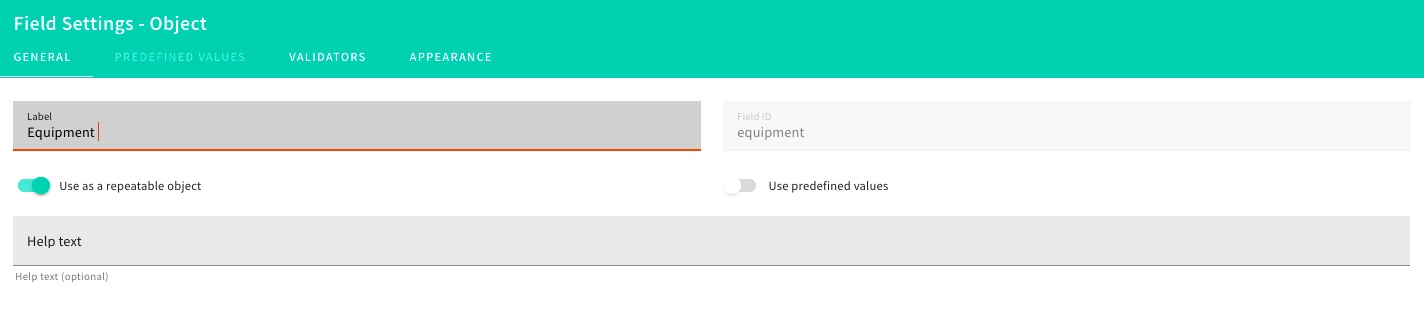 Field Settings - Object
GENERAL PREDEFINED VALUES VALIDATORS APPEARANCE
Label
Equipment
Field ID
equipment
Use as a repeatable object
Use predefined values
Help text
Help text (optional)